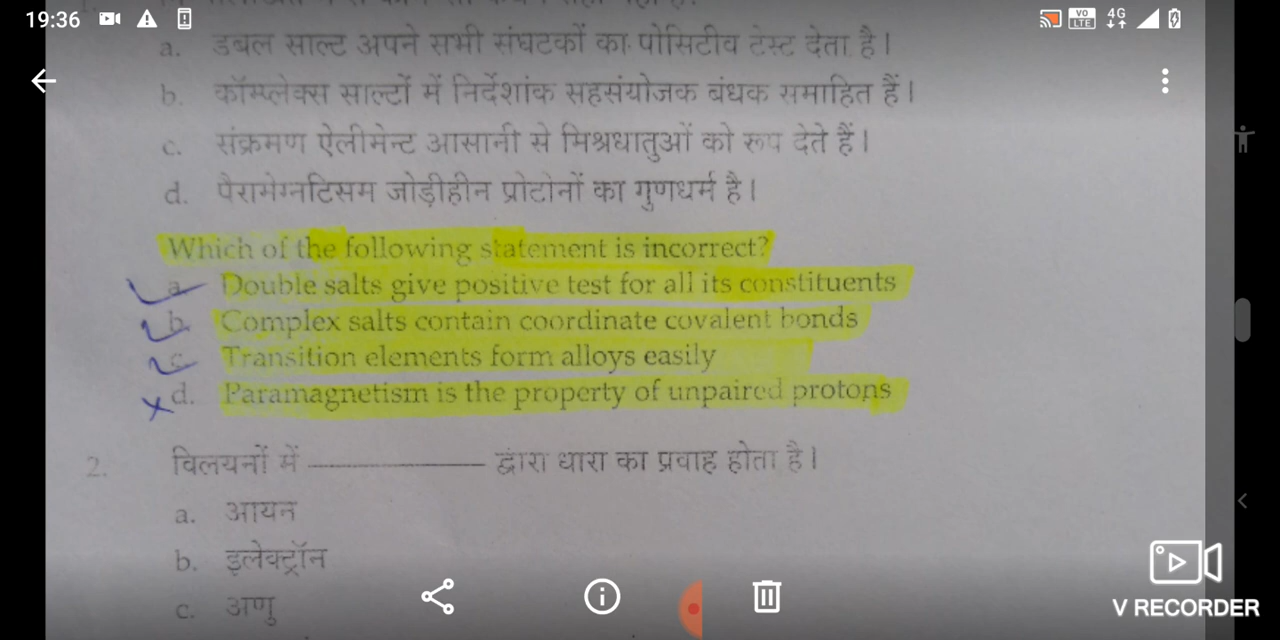 19:36
VO LTE 4G
a. डबल साल्ट अपने सभी संघटकों का पोसिटीव टेस्ट देता है।
b. कॉम्प्लेक्स साल्टों में निर्देशांक सहसंयोजक बंधक समाहित हैं।
c. संक्रमण ऐलीमेन्ट आसानी से मिश्रधातुओं को रूप देते हैं।
d. पैरामेग्नटिसम जोड़ीहीन प्रोटोनों का गुणधर्म है।
Which of the following statement is incorrect?
a. Double salts give positive test for all its constituents
b. Complex salts contain coordinate covalent bonds
c. Transition elements form alloys easily
d. Paramagnetism is the property of unpaired protons
2. विलयनों में ———— द्वारा धारा का प्रवाह होता है।
a. आयन
b. इलेक्ट्रॉन
c. अणु
V RECORDER